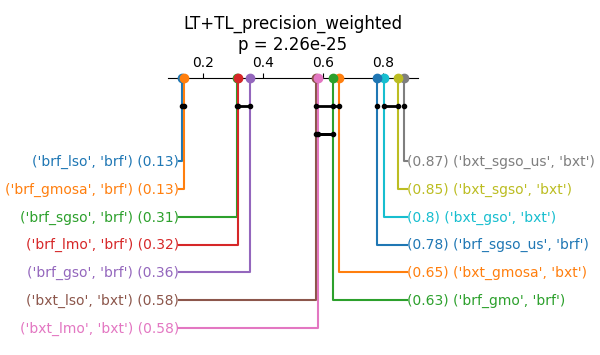 LT+TL_precision_weighted
p = 2.26e-25
0.2 0.4 0.6 0.8
('brf_lso', 'brf') (0.13)
('brf_gmosa', 'brf') (0.13)
('brf_sgso', 'brf') (0.31)
('brf_lmo', 'brf') (0.32)
('brf_gso', 'brf') (0.36)
('bxt_lso', 'bxt') (0.58)
('bxt_lmo', 'bxt') (0.58)
(0.87) ('bxt_sgso_us', 'bxt')
(0.85) ('bxt_sgso', 'bxt')
(0.8) ('bxt_gso', 'bxt')
(0.78) ('brf_sgso_us', 'brf')
(0.65) ('bxt_gmosa', 'bxt')
(0.63) ('brf_gmo', 'brf')